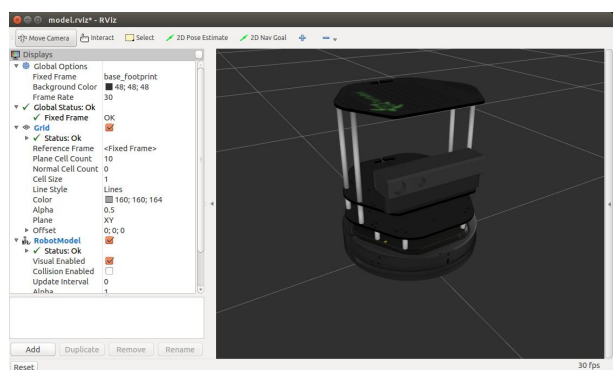 model.rviz* - RViz
Move Camera Interact Select 2D Pose Estimate 2D Nav Goal
Displays
Global Options
Fixed Frame base_footprint
Background Color 48; 48; 48
Frame Rate 30
Global Status: Ok
Fixed Frame OK
Grid
Status: Ok
Reference Frame <Fixed Frame>
Plane Cell Count 10
Normal Cell Count 0
Cell Size 1
Line Style Lines
Color 160; 160; 164
Alpha 0.5
Plane XY
Offset 0; 0; 0
RobotModel
Status: Ok
Visual Enabled
Collision Enabled
Update Interval 0
Alpha 1
Add Duplicate Remove Rename
Reset 30 fps